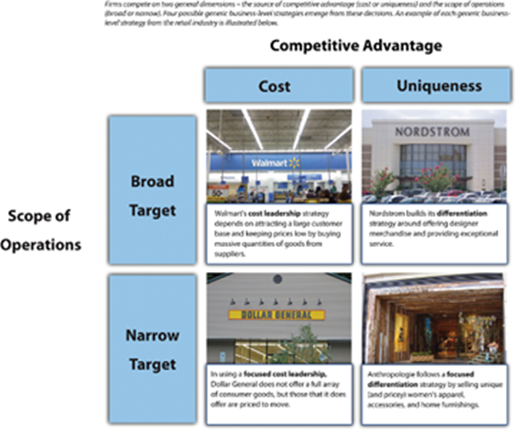 Firms compete on two general dimensions – the source of competitive advantage (cost or uniqueness) and the scope of operations
(broad or narrow). Four possible generic business-level strategies emerge from these decisions. An example of each generic business-
level strategy from the retail industry is illustrated below.
Competitive Advantage
Cost
Uniqueness
Scope of
Operations
Broad
Target
Walmart
50¢
NORDSTROM
Walmart's cost leadership strategy
depends on attracting a large customer
base and keeping prices low by buying
massive quantities of goods from
suppliers.
Nordstrom builds its differentiation
strategy around offering designer
merchandise and providing exceptional
service.
Narrow
Target
DOLLAR GENERAL
In using a focused cost leadership,
Dollar General does not offer a full array
of consumer goods, but those that it does
offer are priced to move.
Anthropologie follows a focused
differentiation strategy by selling unique
(and pricey) women's apparel,
accessories, and home furnishings.